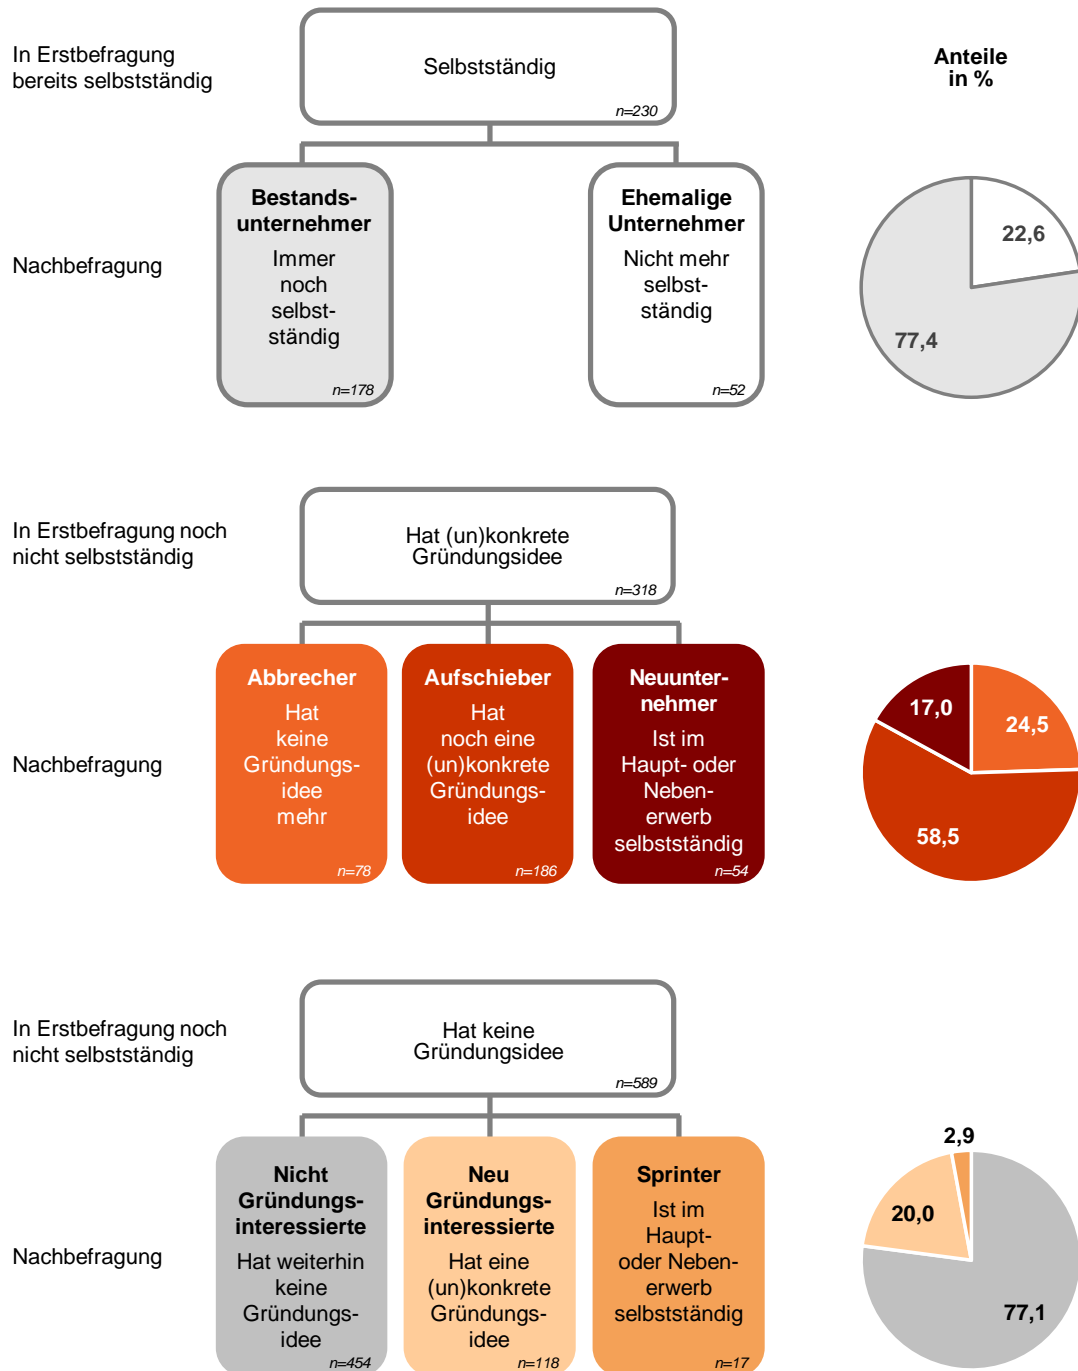 In Erstbefragung
bereits selbstständig
Selbstständig
n=230
Anteile
in %
Nachbefragung
Bestands-
unternehmer
Immer
noch
selbst-
ständig
n=178
Ehemalige
Unternehmer
Nicht mehr
selbst-
ständig
n=52
22,6
77,4
In Erstbefragung noch
nicht selbstständig
Hat (un)konkrete
Gründungsidee
n=318
Nachbefragung
Abbrecher
Hat
keine
Gründungs-
idee
mehr
n=78
Aufschieber
Hat
noch eine
(un)konkrete
Gründungs-
idee
n=186
Neuunter-
nehmer
Ist im
Haupt- oder
Neben-
erwerb
selbstständig
n=54
17,0
24,5
58,5
In Erstbefragung noch
nicht selbstständig
Hat keine
Gründungsidee
n=589
Nachbefragung
Nicht
Gründungs-
interessierte
Hat weiterhin
keine
Gründungs-
idee
n=454
Neu
Gründungs-
interessierte
Hat eine
(un)konkrete
Gründungs-
idee
n=118
Sprinter
Ist im
Haupt-
oder Neben-
erwerb
selbstständig
n=17
2,9
20,0
77,1